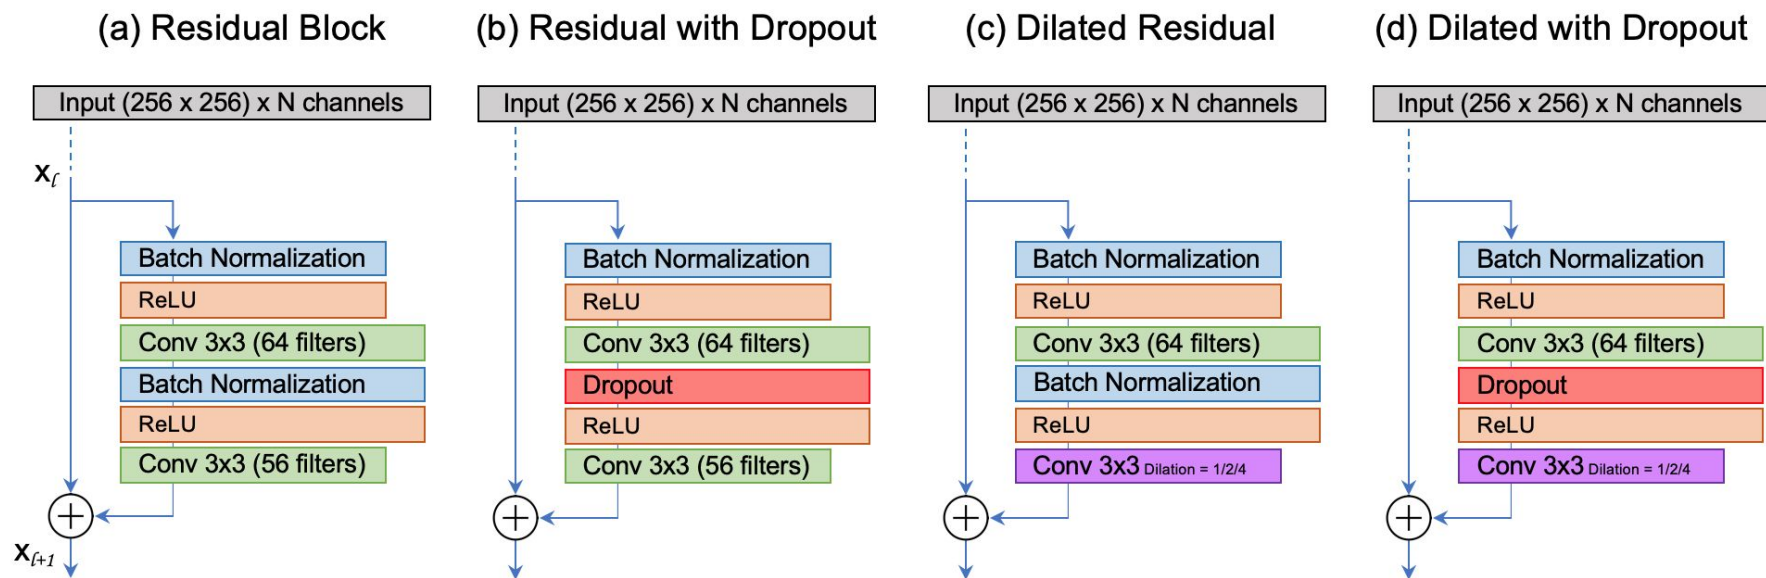 (a) Residual Block
Input (256 x 256) x N channels
xℓ
Batch Normalization
ReLU
Conv 3x3 (64 filters)
Batch Normalization
ReLU
Conv 3x3 (56 filters)
+
xℓ+1
(b) Residual with Dropout
Input (256 x 256) x N channels
Batch Normalization
ReLU
Conv 3x3 (64 filters)
Dropout
ReLU
Conv 3x3 (56 filters)
+
(c) Dilated Residual
Input (256 x 256) x N channels
Batch Normalization
ReLU
Conv 3x3 (64 filters)
Batch Normalization
ReLU
Conv 3x3 Dilation = 1/2/4
+
(d) Dilated with Dropout
Input (256 x 256) x N channels
Batch Normalization
ReLU
Conv 3x3 (64 filters)
Dropout
ReLU
Conv 3x3 Dilation = 1/2/4
+